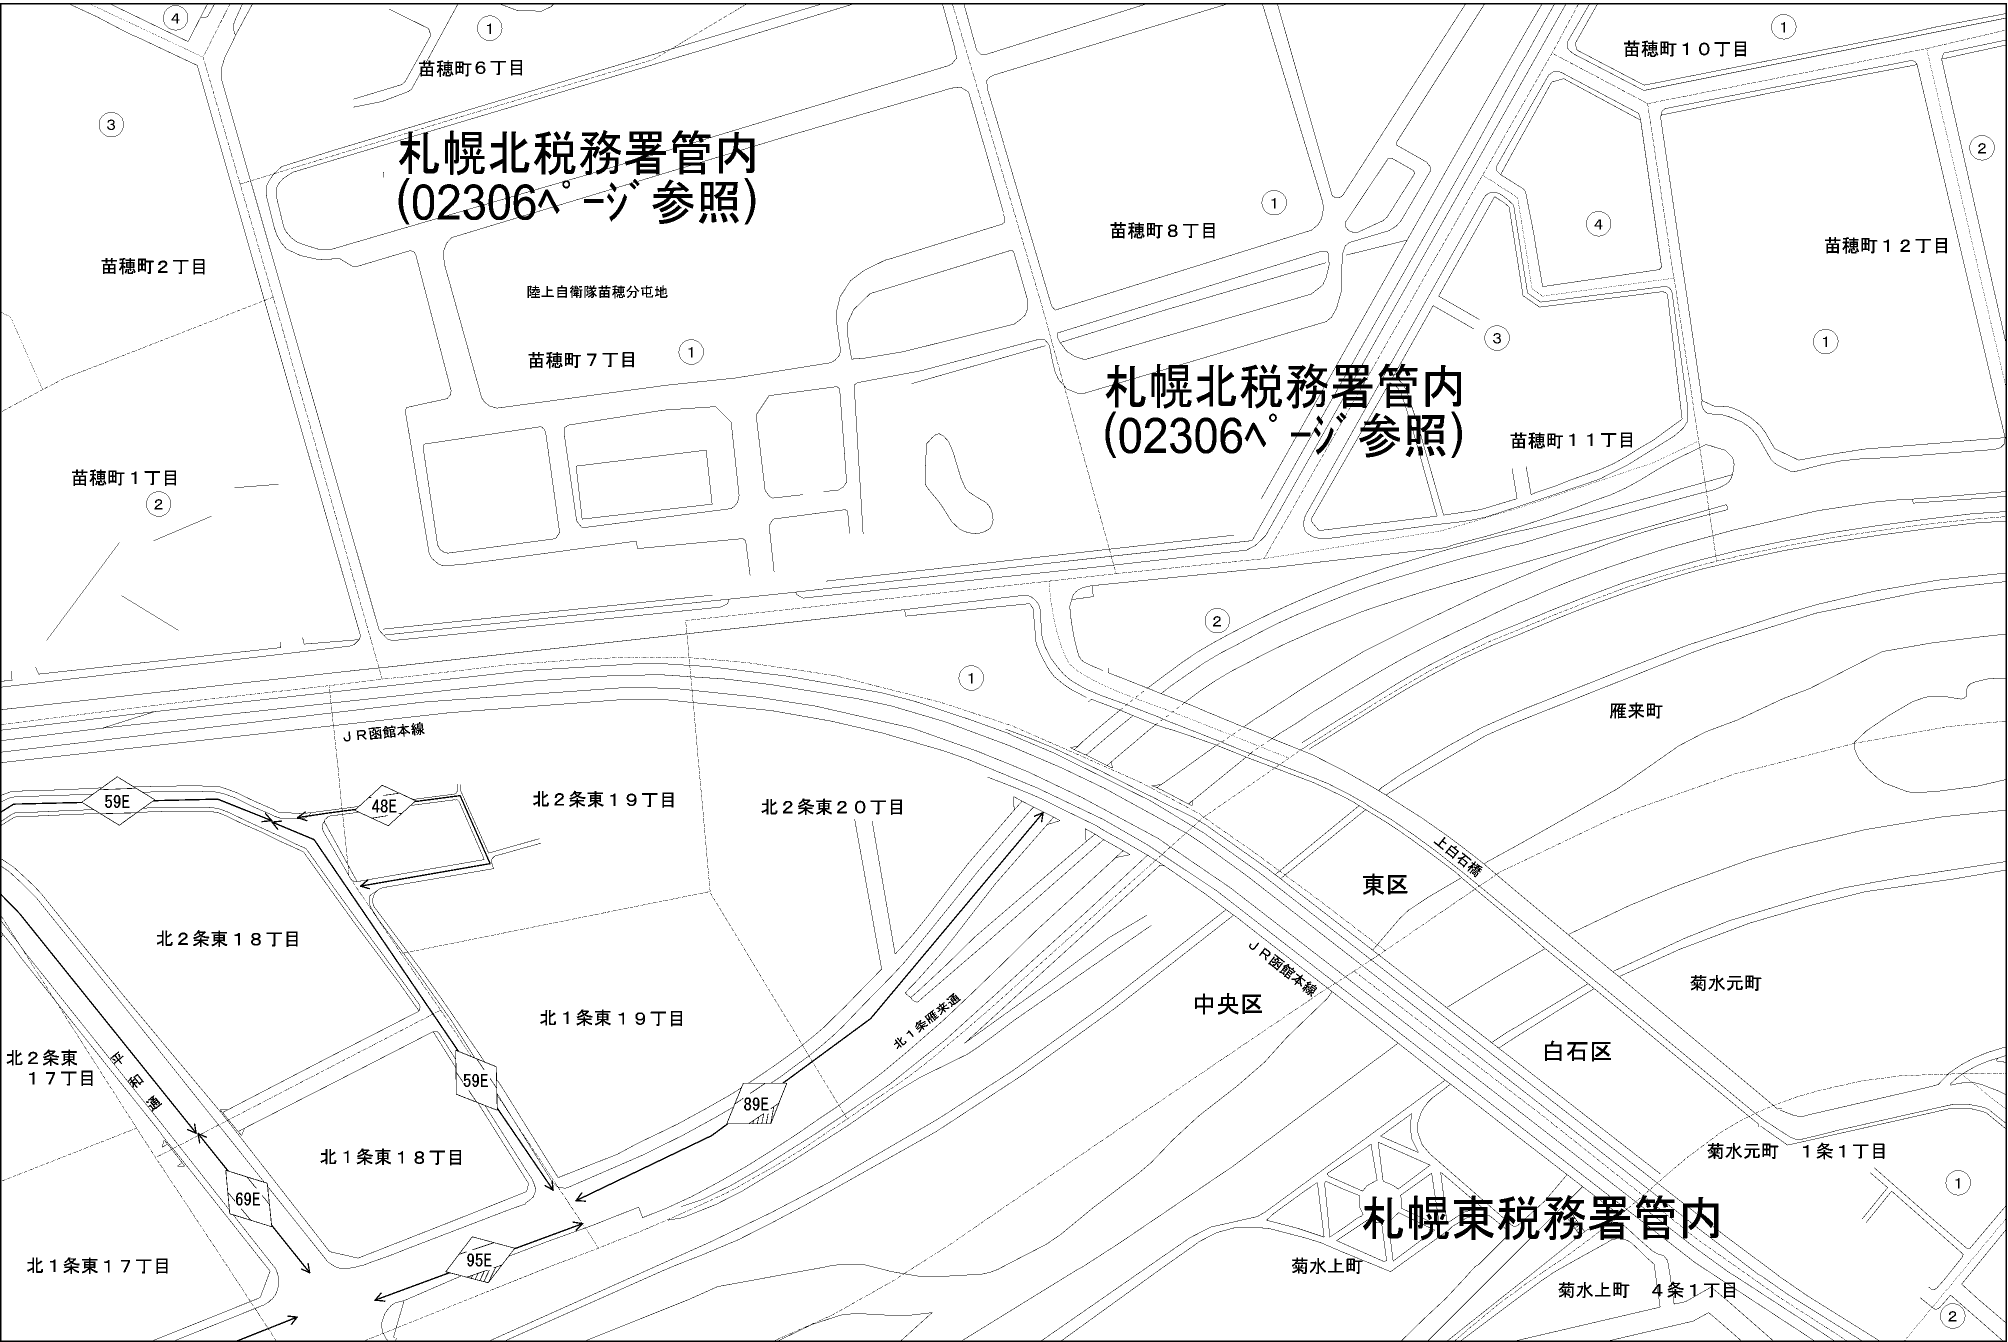 ④
①
苗穂町６丁目
①
苗穂町１０丁目
③
②
札幌北税務署管内
(02306ﾍﾟｰｼﾞ参照)
①
苗穂町８丁目
④
苗穂町１２丁目
苗穂町２丁目
陸上自衛隊苗穂分屯地
苗穂町７丁目
①
③
①
札幌北税務署管内
(02306ﾍﾟｰｼﾞ参照)
苗穂町１１丁目
苗穂町１丁目
②
②
①
雁来町
ＪＲ函館本線
59E
48E
北２条東１９丁目
北２条東２０丁目
上白石橋
東区
北２条東１８丁目
ＪＲ函館本線
菊水元町
中央区
北１条東１９丁目
北１条雁来通
白石区
北２条東
１７丁目
平和通
59E
89E
北１条東１８丁目
菊水元町　１条１丁目
①
69E
札幌東税務署管内
北１条東１７丁目
95E
菊水上町
菊水上町　４条１丁目
②